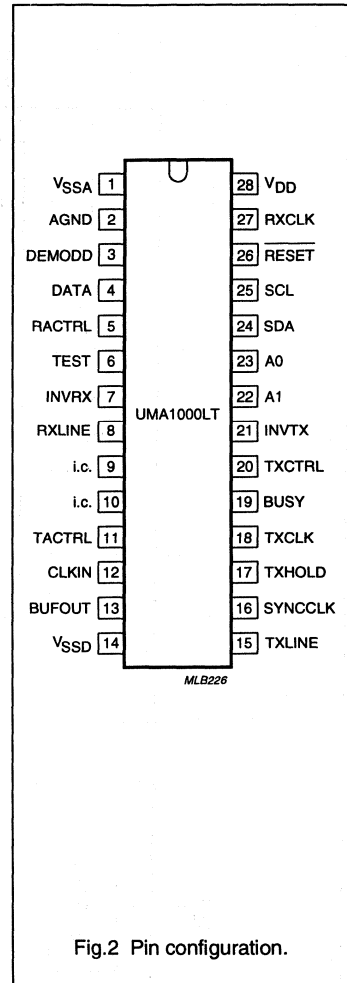 VSSA 1 28 VDD
AGND 2 27 RXCLK
DEMODD 3 26 RESET
DATA 4 25 SCL
RACTRL 5 24 SDA
TEST 6 23 A0
INVRX 7 22 A1
UMA1000LT
RXLINE 8 21 INVTX
i.c. 9 20 TXCTRL
i.c. 10 19 BUSY
TACTRL 11 18 TXCLK
CLKIN 12 17 TXHOLD
BUFOUT 13 16 SYNCCLK
VSSD 14 15 TXLINE
MLB226
Fig.2 Pin configuration.